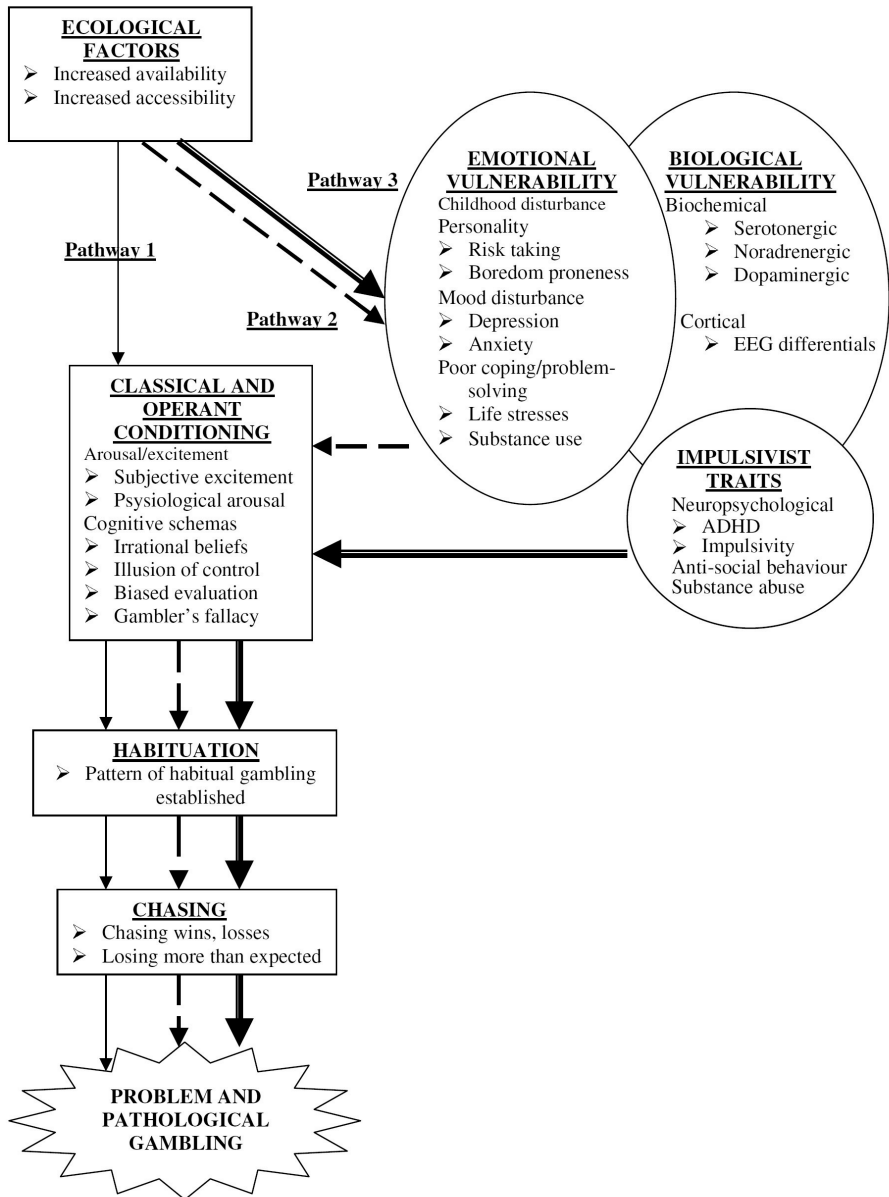 ECOLOGICAL
FACTORS
➢ Increased availability
➢ Increased accessibility
Pathway 3
Pathway 1
Pathway 2
EMOTIONAL
VULNERABILITY
Childhood disturbance
Personality
➢ Risk taking
➢ Boredom proneness
Mood disturbance
➢ Depression
➢ Anxiety
Poor coping/problem-
solving
➢ Life stresses
➢ Substance use
BIOLOGICAL
VULNERABILITY
Biochemical
➢ Serotonergic
➢ Noradrenergic
➢ Dopaminergic
Cortical
➢ EEG differentials
IMPULSIVIST
TRAITS
Neuropsychological
➢ ADHD
➢ Impulsivity
Anti-social behaviour
Substance abuse
CLASSICAL AND
OPERANT
CONDITIONING
Arousal/excitement
➢ Subjective excitement
➢ Psysiological arousal
Cognitive schemas
➢ Irrational beliefs
➢ Illusion of control
➢ Biased evaluation
➢ Gambler's fallacy
HABITUATION
➢ Pattern of habitual gambling
established
CHASING
➢ Chasing wins, losses
➢ Losing more than expected
PROBLEM AND
PATHOLOGICAL
GAMBLING